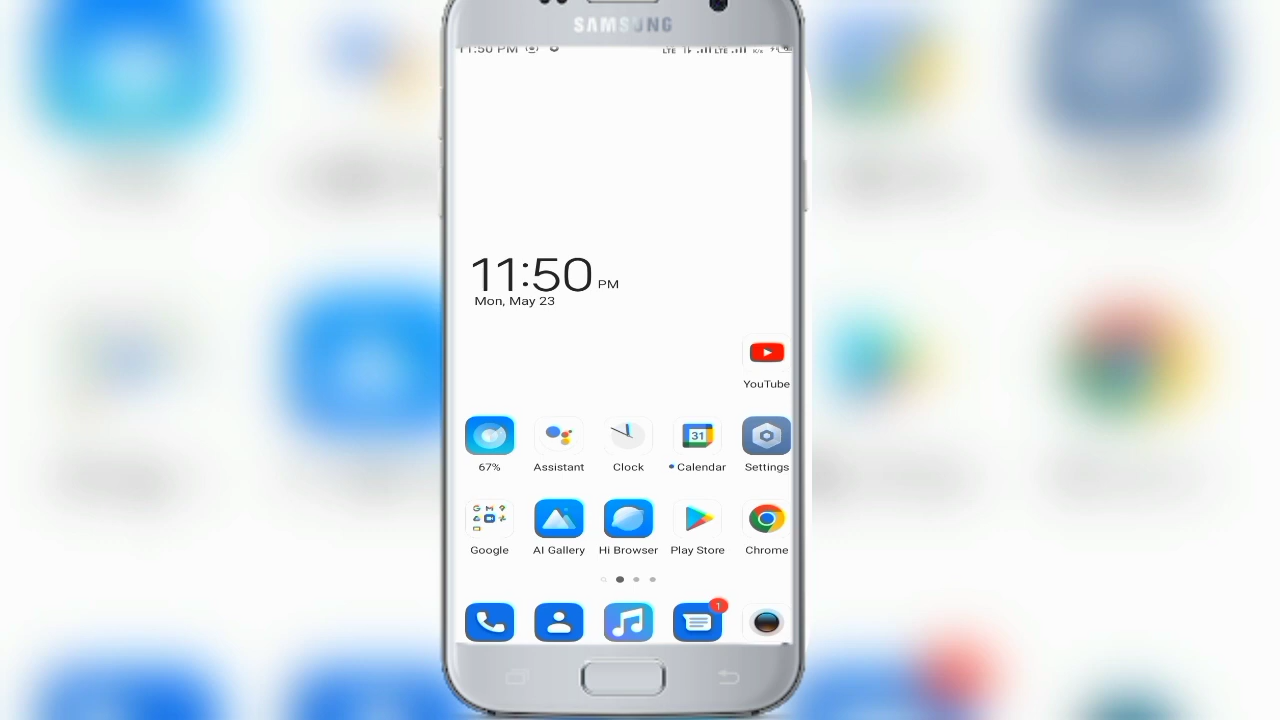 SAMSUNG
11:50 PM
LTE LTE K/s
11:50 PM
Mon, May 23
YouTube
31
67% Assistant Clock Calendar Settings
Google AI Gallery Hi Browser Play Store Chrome
1